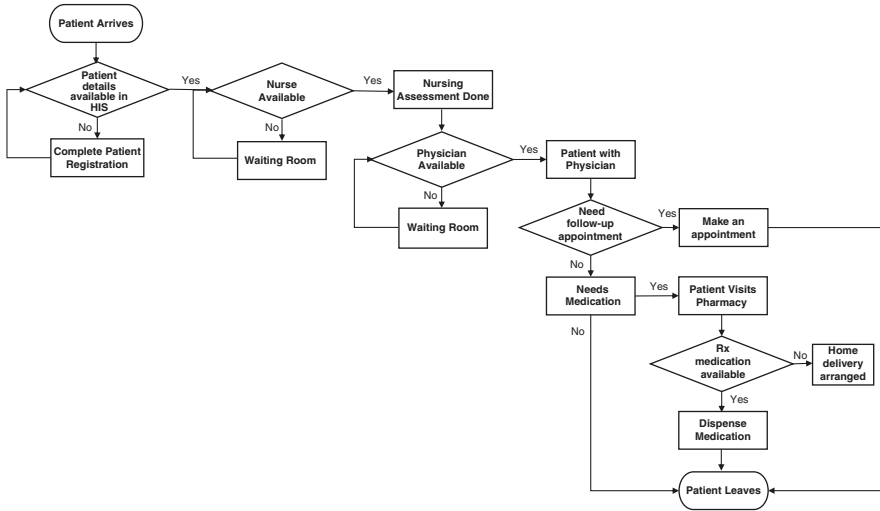 Patient Arrives
Patient
details
available in
HIS
Yes
No
Complete Patient
Registration
Nurse
Available
Yes
No
Waiting Room
Nursing
Assessment Done
Physician
Available
Yes
No
Waiting Room
Patient with
Physician
Need
follow-up
appointment
Yes
No
Make an
appointment
Needs
Medication
Yes
No
Patient Visits
Pharmacy
Rx
medication
available
No
Yes
Home
delivery
arranged
Dispense
Medication
Patient Leaves